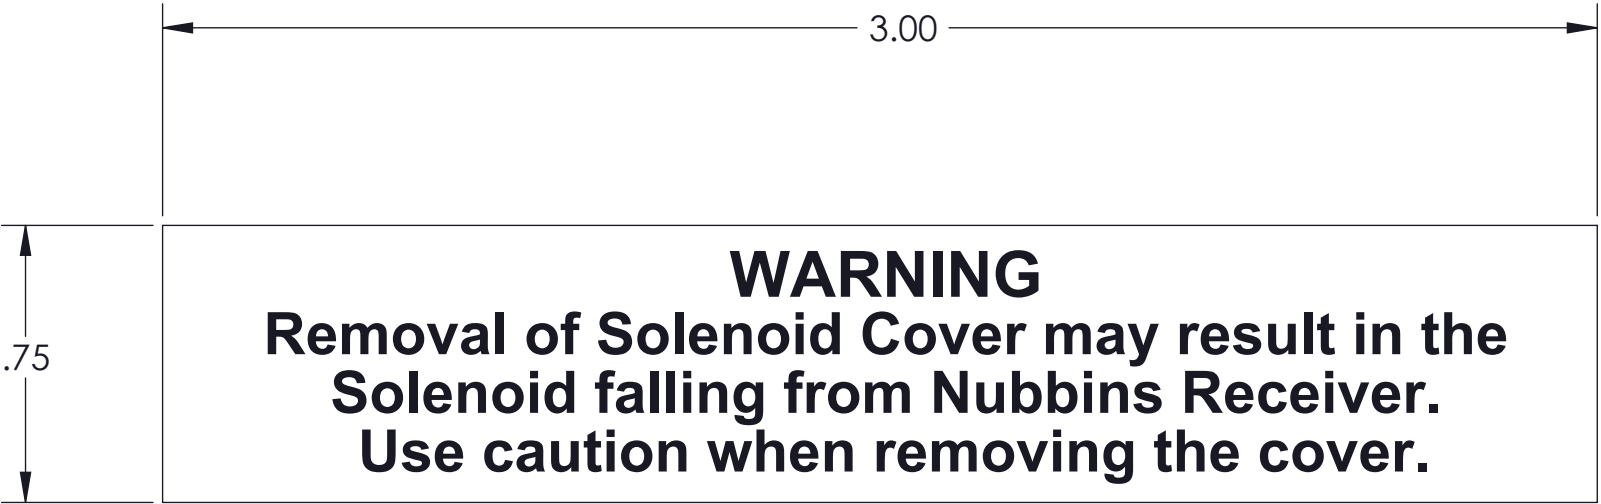 3.00
WARNING
Removal of Solenoid Cover may result in the
.75
Solenoid falling from Nubbins Receiver.
Use caution when removing the cover.